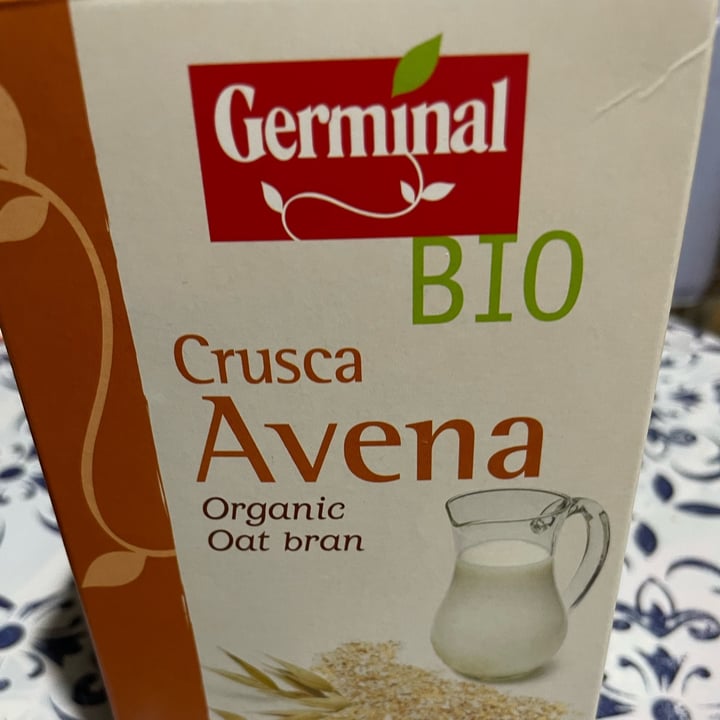 Germinal
BIO
Crusca
Avena
Organic
Oat bran